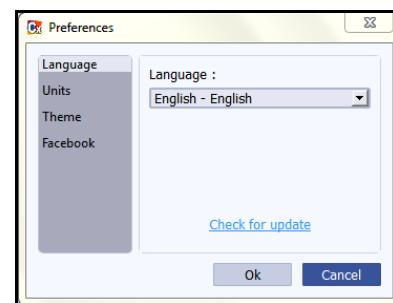 Preferences
Language
Units
Theme
Facebook
Language :
English - English
Check for update
Ok
Cancel